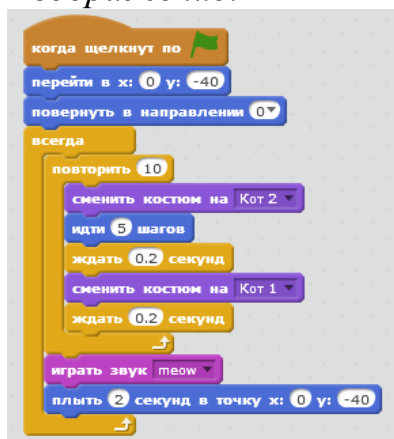 когда щелкнут по
перейти в x: 0 y: -40
повернуть в направлении 0
всегда
повторить 10
сменить костюм на Кот 2
идти 5 шагов
ждать 0.2 секунд
сменить костюм на Кот 1
ждать 0.2 секунд
играть звук meow
плыть 2 секунд в точку x: 0 y: -40